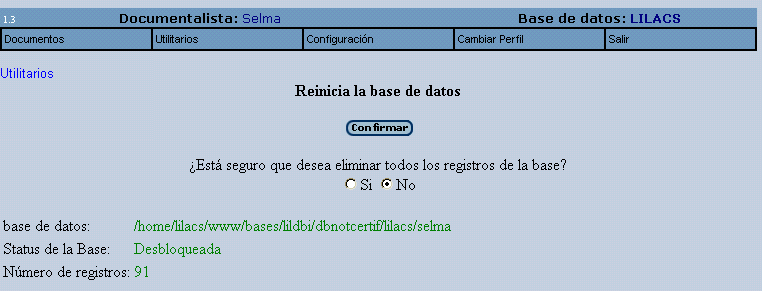 1.3 Documentalista: Selma Base de datos: LILACS
Documentos Utilitarios Configuración Cambiar Perfil Salir
Utilitarios
Reinicia la base de datos
Confirmar
¿Está seguro que desea eliminar todos los registros de la base?
Si No
base de datos: /home/lilacs/www/bases/lildbi/dbnotcertif/lilacs/selma
Status de la Base: Desbloqueada
Número de registros: 91